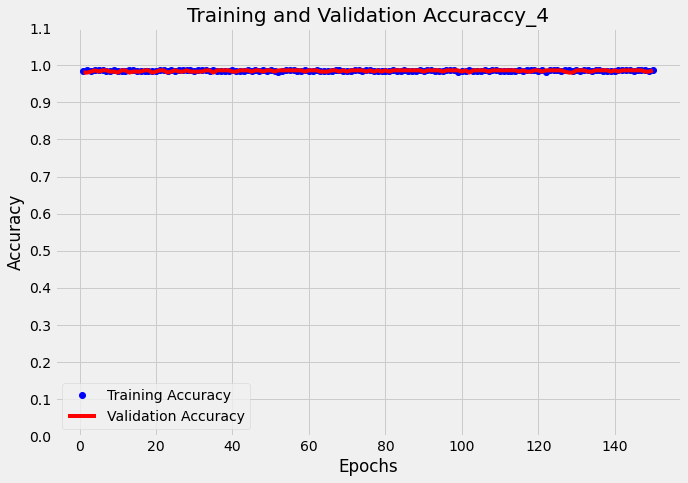 Training and Validation Accuraccy_4
1.1
1.0
0.9
0.8
0.7
0.6
0.5
0.4
0.3
0.2
0.1
0.0
Accuracy
Training Accuracy
Validation Accuracy
0 20 40 60 80 100 120 140
Epochs